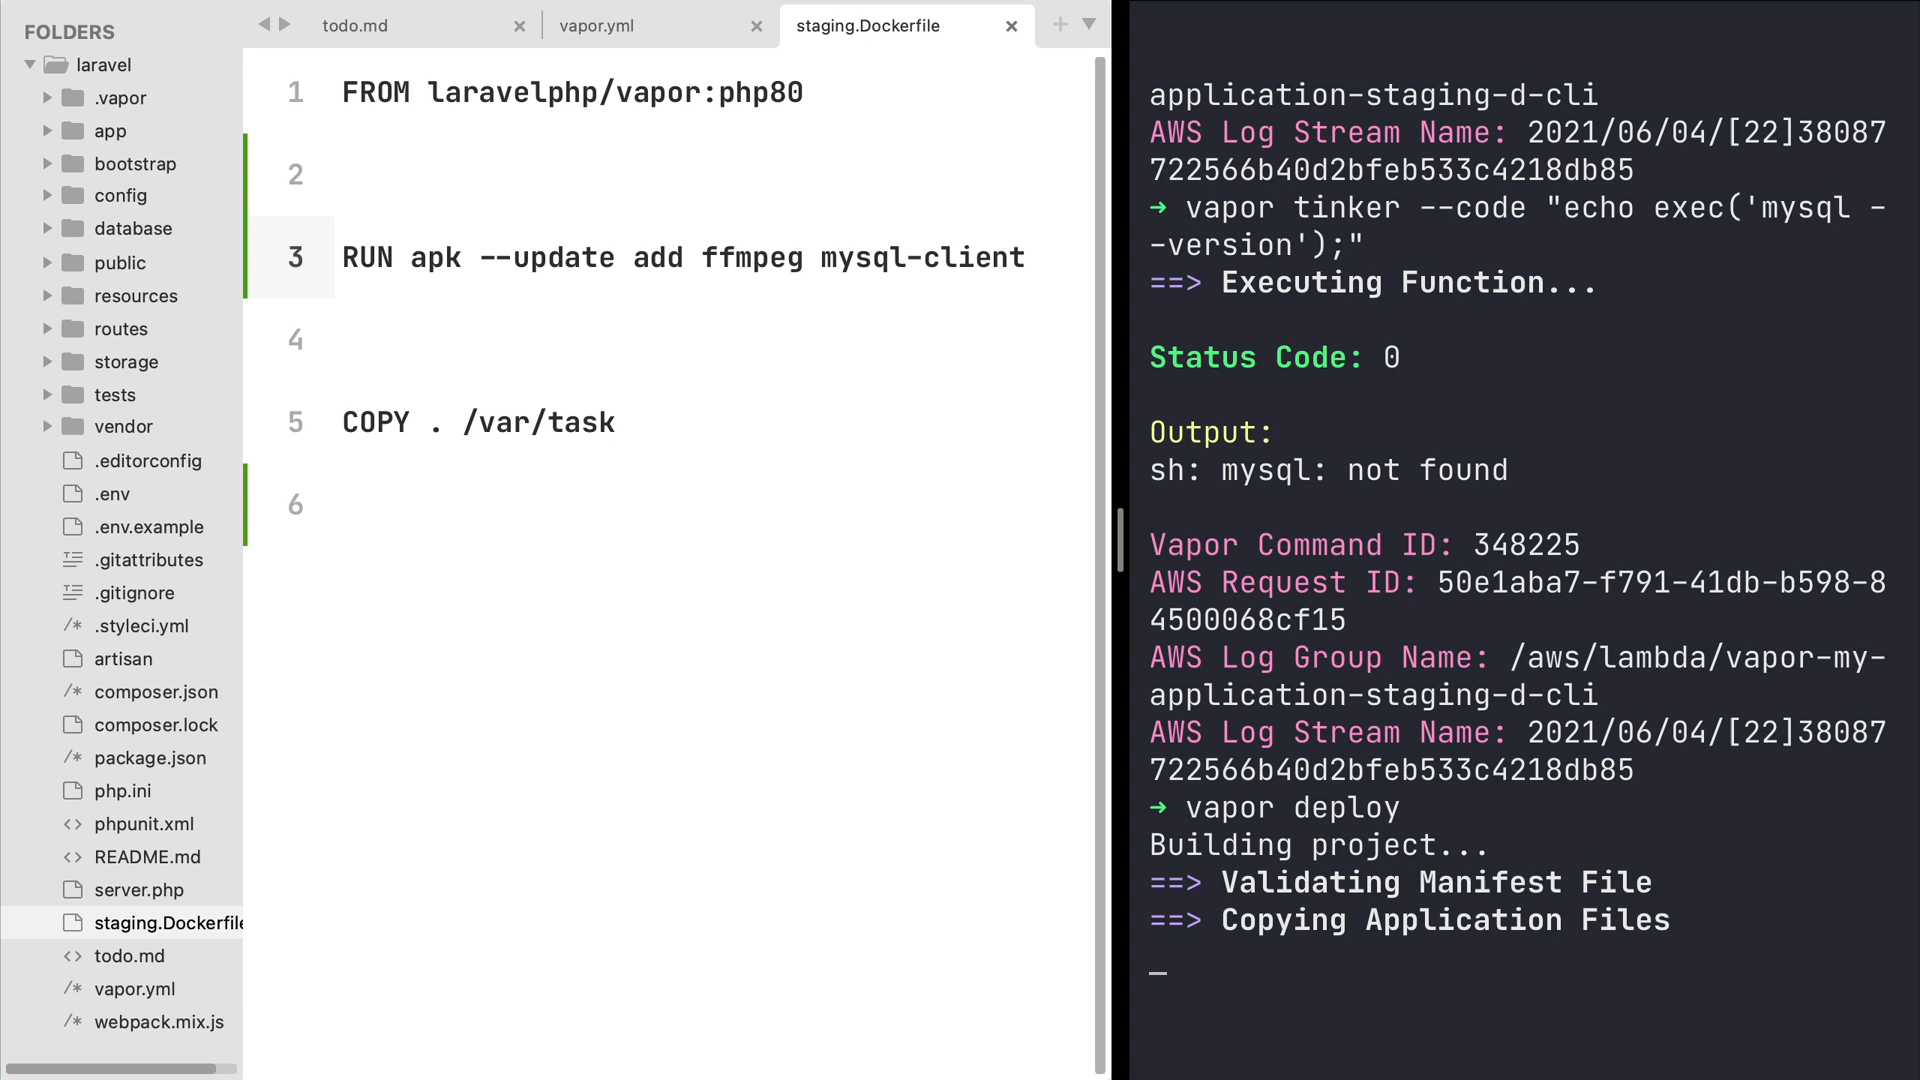 FOLDERS
laravel
.vapor
app
bootstrap
config
database
public
resources
routes
storage
tests
vendor
.editorconfig
.env
.env.example
.gitattributes
.gitignore
.styleci.yml
artisan
composer.json
composer.lock
package.json
php.ini
phpunit.xml
README.md
server.php
staging.Dockerfile
todo.md
vapor.yml
webpack.mix.js
todo.md
vapor.yml
staging.Dockerfile
1 FROM laravelphp/vapor:php80
2
3 RUN apk --update add ffmpeg mysql-client
4
5 COPY . /var/task
6
application-staging-d-cli
AWS Log Stream Name: 2021/06/04/[22]38087
722566b40d2bfeb533c4218db85
→ vapor tinker --code "echo exec('mysql -
-version');"
==> Executing Function...
Status Code: 0
Output:
sh: mysql: not found
Vapor Command ID: 348225
AWS Request ID: 50e1aba7-f791-41db-b598-8
4500068cf15
AWS Log Group Name: /aws/lambda/vapor-my-
application-staging-d-cli
AWS Log Stream Name: 2021/06/04/[22]38087
722566b40d2bfeb533c4218db85
→ vapor deploy
Building project...
==> Validating Manifest File
==> Copying Application Files